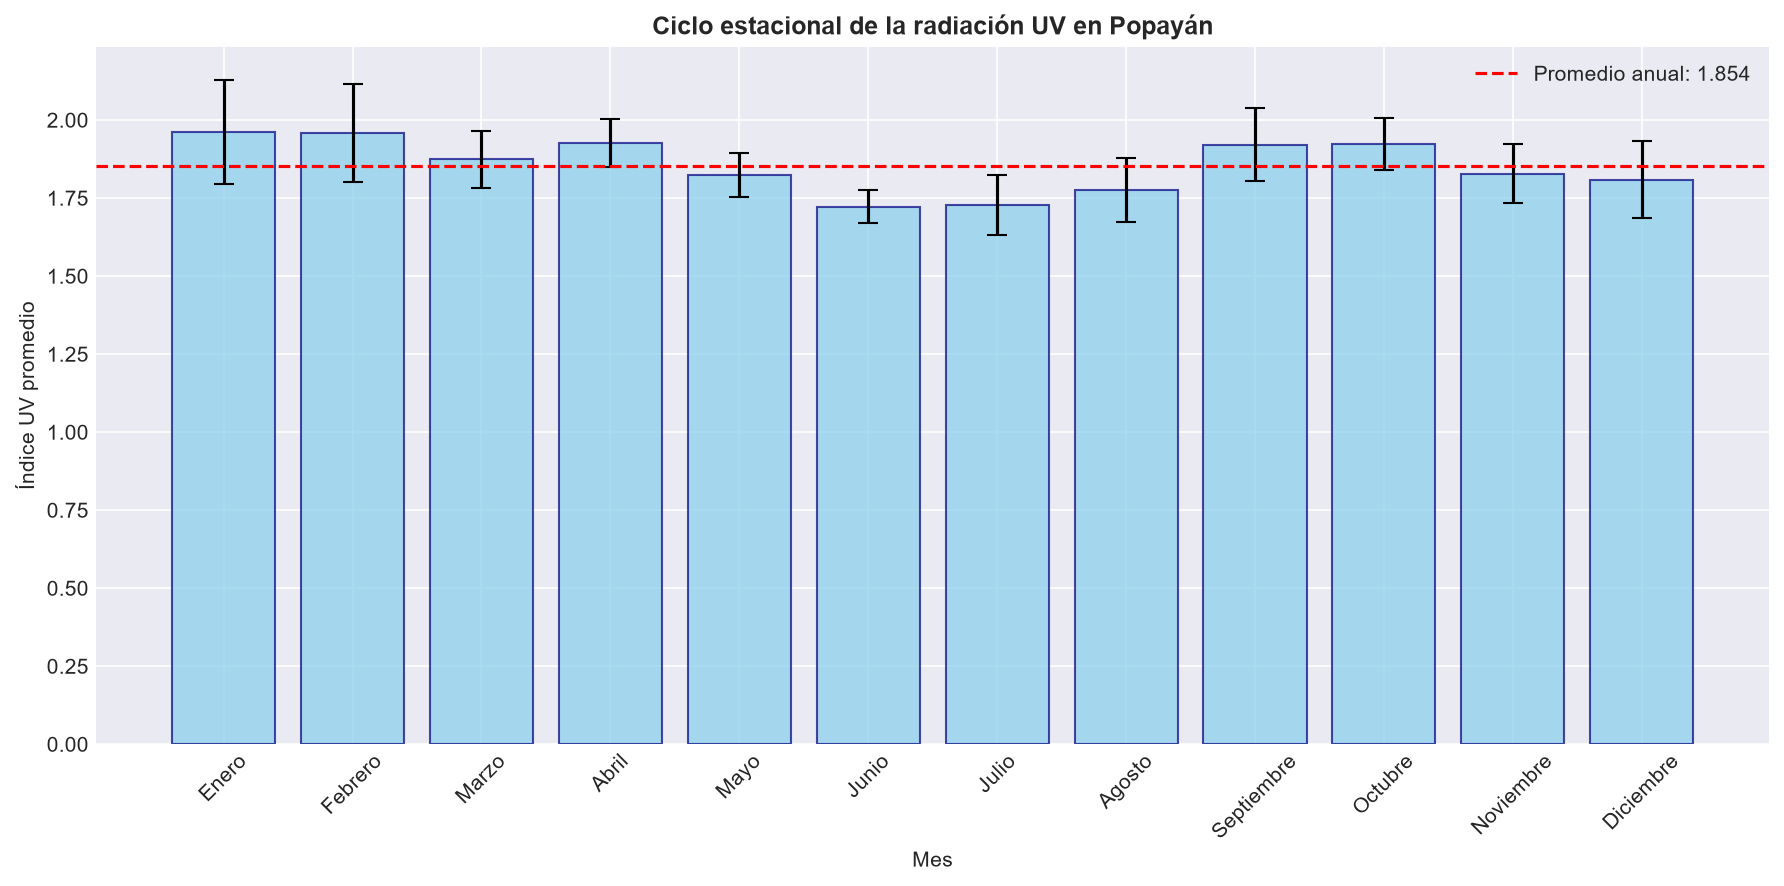 Ciclo estacional de la radiación UV en Popayán
Promedio anual: 1.854
Índice UV promedio
2.00
1.75
1.50
1.25
1.00
0.75
0.50
0.25
0.00
Enero
Febrero
Marzo
Abril
Mayo
Junio
Julio
Agosto
Septiembre
Octubre
Noviembre
Diciembre
Mes